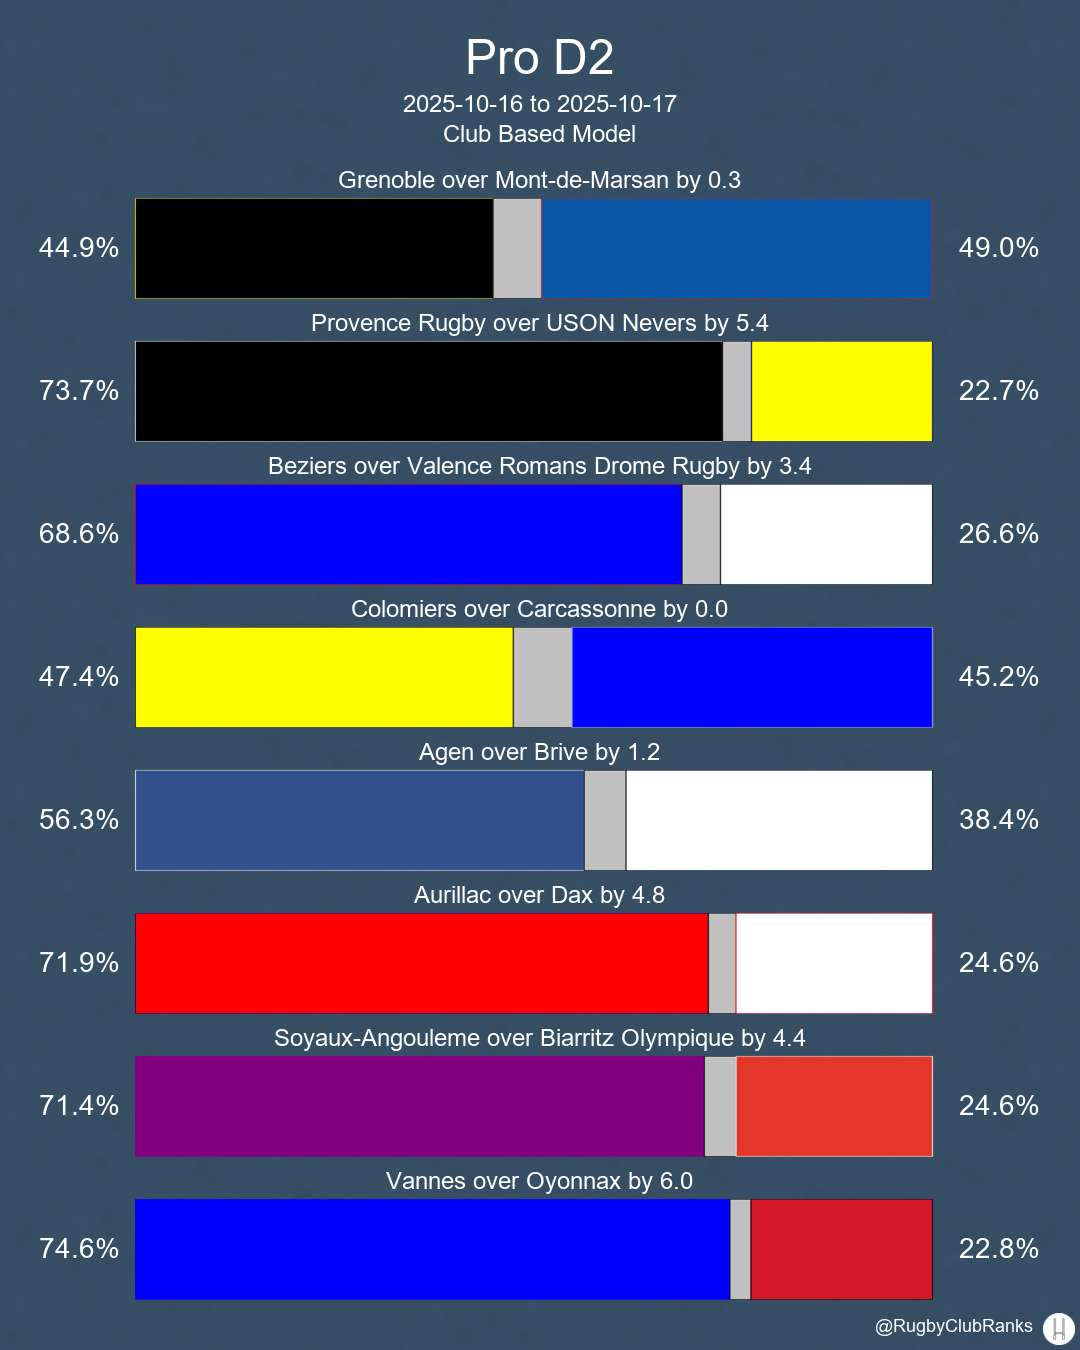 Pro D2
2025-10-16 to 2025-10-17
Club Based Model
Grenoble over Mont-de-Marsan by 0.3
44.9% 49.0%
Provence Rugby over USON Nevers by 5.4
73.7% 22.7%
Beziers over Valence Romans Drome Rugby by 3.4
68.6% 26.6%
Colomiers over Carcassonne by 0.0
47.4% 45.2%
Agen over Brive by 1.2
56.3% 38.4%
Aurillac over Dax by 4.8
71.9% 24.6%
Soyaux-Angouleme over Biarritz Olympique by 4.4
71.4% 24.6%
Vannes over Oyonnax by 6.0
74.6% 22.8%
@RugbyClubRanks